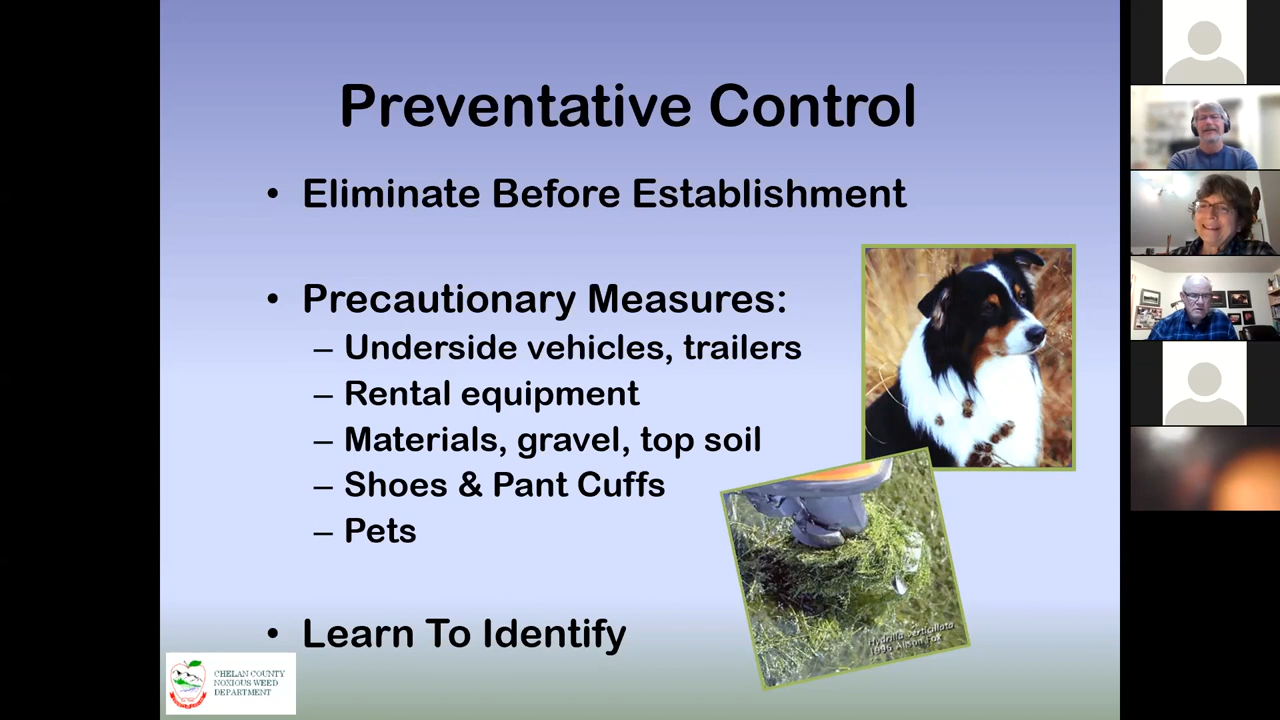 Preventative Control
• Eliminate Before Establishment
• Precautionary Measures:
– Underside vehicles, trailers
– Rental equipment
– Materials, gravel, top soil
– Shoes & Pant Cuffs
– Pets
• Learn To Identify
Hydrilla verticillata
1996 Alison Fox
CHELAN COUNTY
NOXIOUS WEED
DEPARTMENT